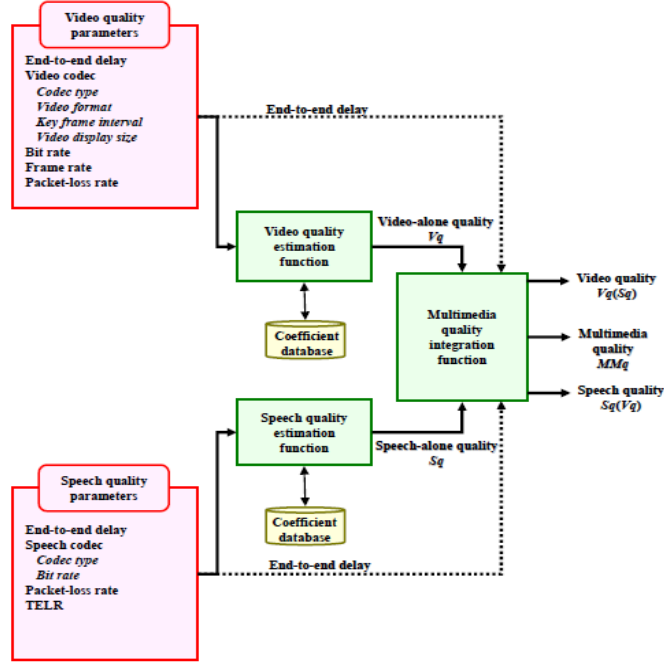 Video quality
parameters
End-to-end delay
Video codec
Codec type
Video format
Key frame interval
Video display size
Bit rate
Frame rate
Packet-loss rate
End-to-end delay
Video quality
estimation
function
Video-alone quality
Vq
Coefficient
database
Multimedia
quality
integration
function
Video quality
Vq(Sq)
Multimedia
quality
MMq
Speech quality
Sq(Vq)
Speech quality
estimation
function
Speech-alone quality
Sq
Coefficient
database
Speech quality
parameters
End-to-end delay
Speech codec
Codec type
Bit rate
Packet-loss rate
TELR
End-to-end delay